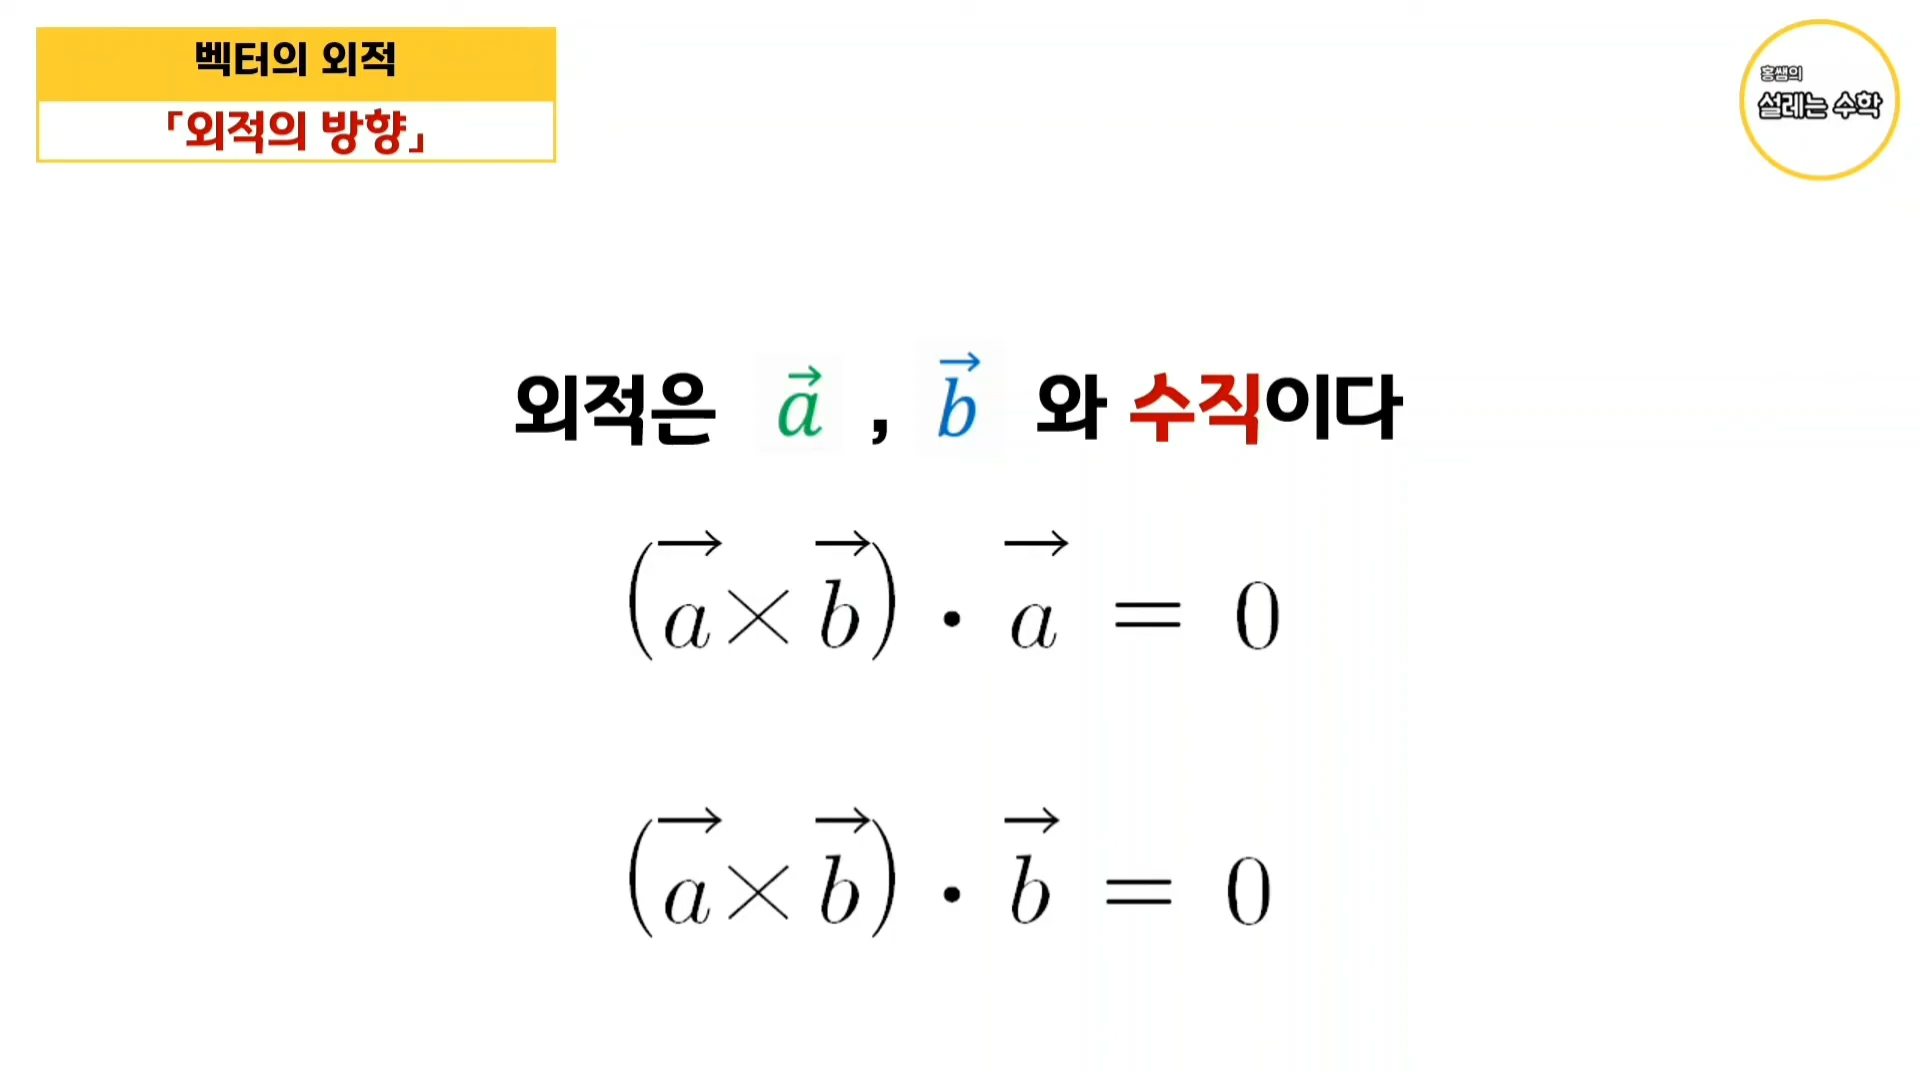 벡터의 외적
「외적의 방향」
홍쌤의
설레는 수학
외적은 a⃗ , b⃗ 와 수직이다
(a⃗ × b⃗) · a⃗ = 0
(a⃗ × b⃗) · b⃗ = 0